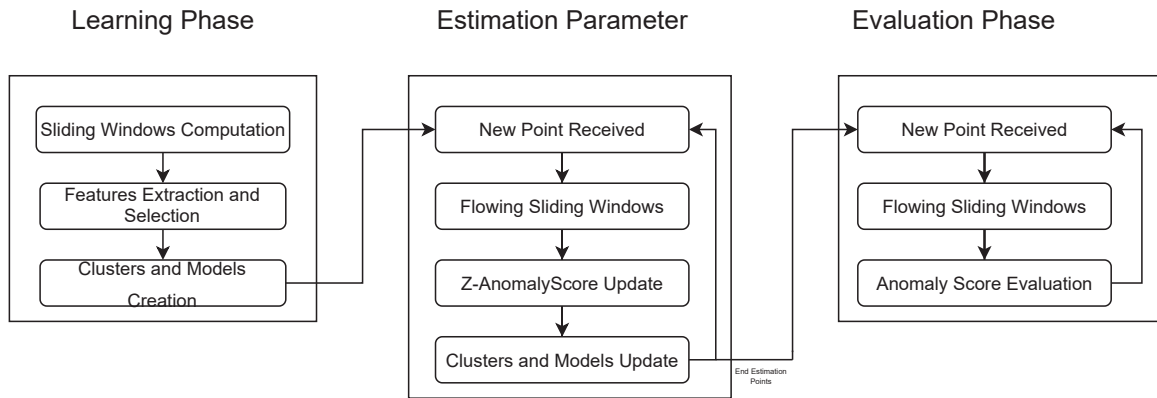 Learning Phase
Estimation Parameter
Evaluation Phase
Sliding Windows Computation
Features Extraction and
Selection
Clusters and Models
Creation
New Point Received
Flowing Sliding Windows
Z-AnomalyScore Update
Clusters and Models Update
End Estimation
Points
New Point Received
Flowing Sliding Windows
Anomaly Score Evaluation